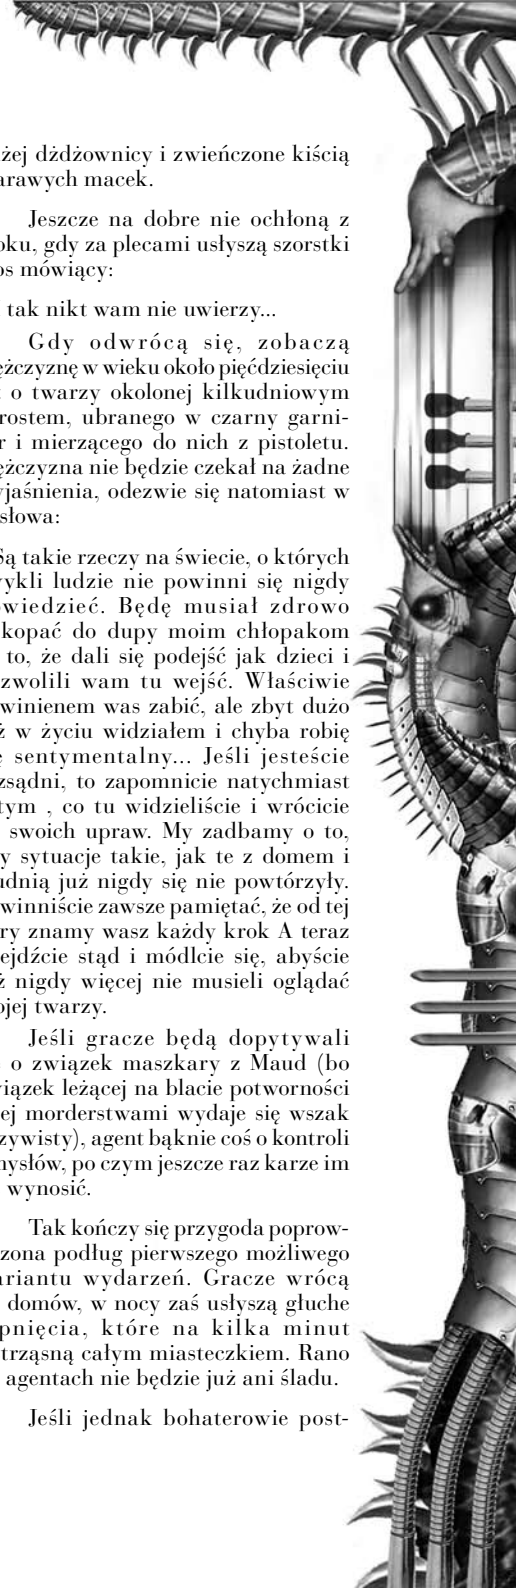 żej dżdżownicy i zwieńczone kiścią
arawych macek.
Jeszcze na dobre nie ochłoną z
oku, gdy za plecami usłyszą szorstki
os mówiący:
tak nikt wam nie uwierzy...
Gdy odwrócą się, zobaczą
ężczyznę w wieku około pięćdziesięciu
t o twarzy okolonej kilkudniowym
rostem, ubranego w czarny garni-
r i mierzącego do nich z pistoletu.
ężczyzna nie będzie czekał na żadne
yjaśnienia, odezwie się natomiast w
słowa:
Są takie rzeczy na świecie, o których
wykli ludzie nie powinni się nigdy
owiedzieć. Będę musiał zdrowo
kopać do dupy moim chłopakom
to, że dali się podejść jak dzieci i
zwolili wam tu wejść. Właściwie
winienem was zabić, ale zbyt dużo
ż w życiu widziałem i chyba robię
ę sentymentalny... Jeśli jesteście
zsądni, to zapomnicie natychmiast
tym , co tu widzieliście i wrócicie
swoich upraw. My zadbamy o to,
y sytuacje takie, jak te z domem i
udnią już nigdy się nie powtórzyły.
winniście zawsze pamiętać, że od tej
ry znamy wasz każdy krok A teraz
ejdźcie stąd i módlcie się, abyście
ż nigdy więcej nie musieli oglądać
ojej twarzy.
Jeśli gracze będą dopytywali
o związek maszkary z Maud (bo
iązek leżącej na blacie potworności
ej morderstwami wydaje się wszak
zywisty), agent bąknie coś o kontroli
mysłów, po czym jeszcze raz karze im
wynosić.
Tak kończy się przygoda poprow-
zona podług pierwszego możliwego
ariantu wydarzeń. Gracze wrócą
domów, w nocy zaś usłyszą głuche
pnięcia, które na kilka minut
trząsną całym miasteczkiem. Rano
agentach nie będzie już ani śladu.
Jeśli jednak bohaterowie post-